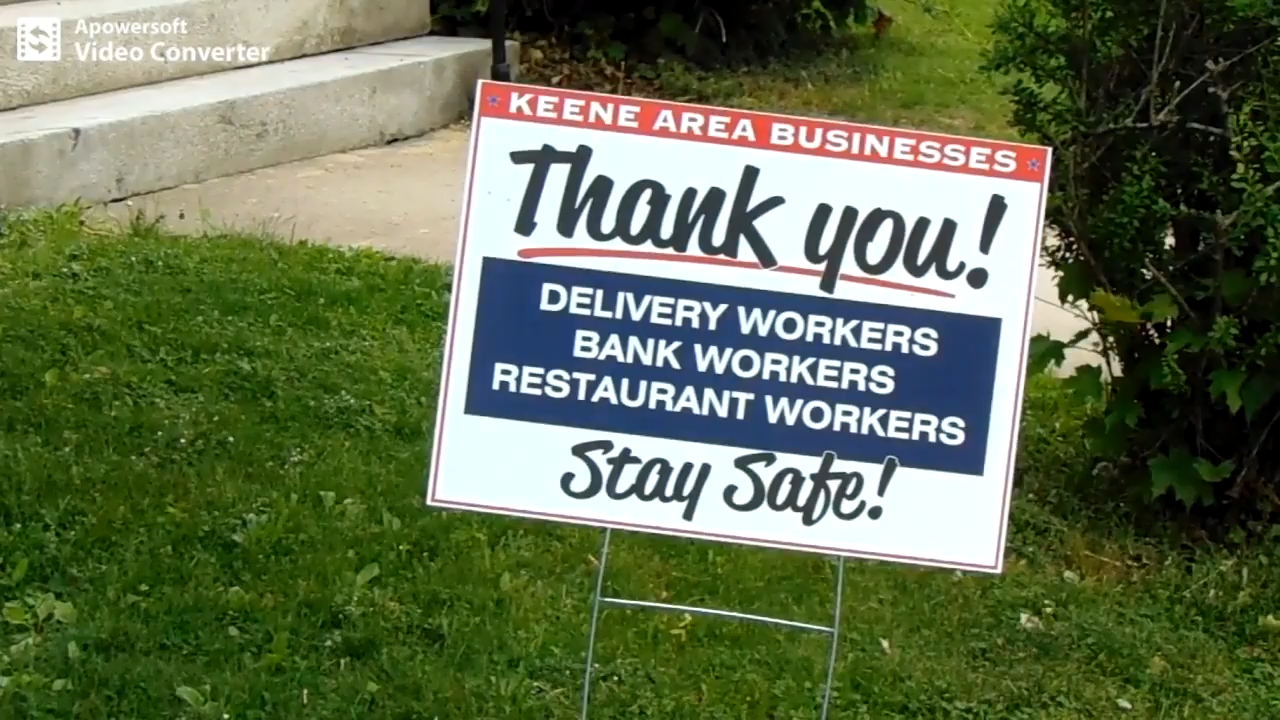 Apowersoft
Video Converter
KEENE AREA BUSINESSES
Thank you!
DELIVERY WORKERS
BANK WORKERS
RESTAURANT WORKERS
Stay Safe!